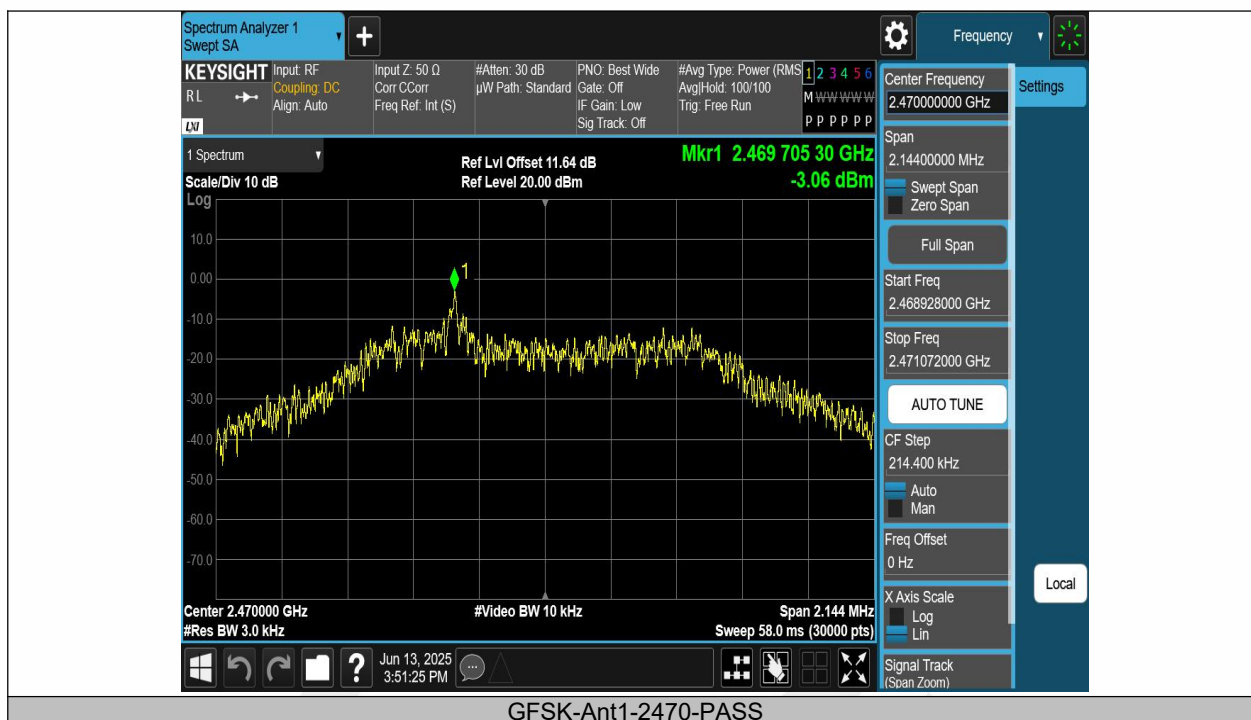 Spectrum Analyzer 1
Swept SA
Frequency
KEYSIGHT
R L
LXI
Input: RF
Coupling: DC
Align: Auto
Input Z: 50 Ω
Corr CCorr
Freq Ref: Int (S)
#Atten: 30 dB
µW Path: Standard
PNO: Best Wide
Gate: Off
IF Gain: Low
Sig Track: Off
#Avg Type: Power (RMS
Avg|Hold: 100/100
Trig: Free Run
1 2 3 4 5 6
M W W W W W
P P P P P P
1 Spectrum
Scale/Div 10 dB
Log
Ref Lvl Offset 11.64 dB
Ref Level 20.00 dBm
Mkr1 2.469 705 30 GHz
-3.06 dBm
1
10.0
0.00
-10.0
-20.0
-30.0
-40.0
-50.0
-60.0
-70.0
Center 2.470000 GHz
#Res BW 3.0 kHz
#Video BW 10 kHz
Span 2.144 MHz
Sweep 58.0 ms (30000 pts)
Center Frequency
2.470000000 GHz
Settings
Span
2.14400000 MHz
Swept Span
Zero Span
Full Span
Start Freq
2.468928000 GHz
Stop Freq
2.471072000 GHz
AUTO TUNE
CF Step
214.400 kHz
Auto
Man
Freq Offset
0 Hz
X Axis Scale
Log
Lin
Local
Signal Track
(Span Zoom)
?
Jun 13, 2025
3:51:25 PM
GFSK-Ant1-2470-PASS